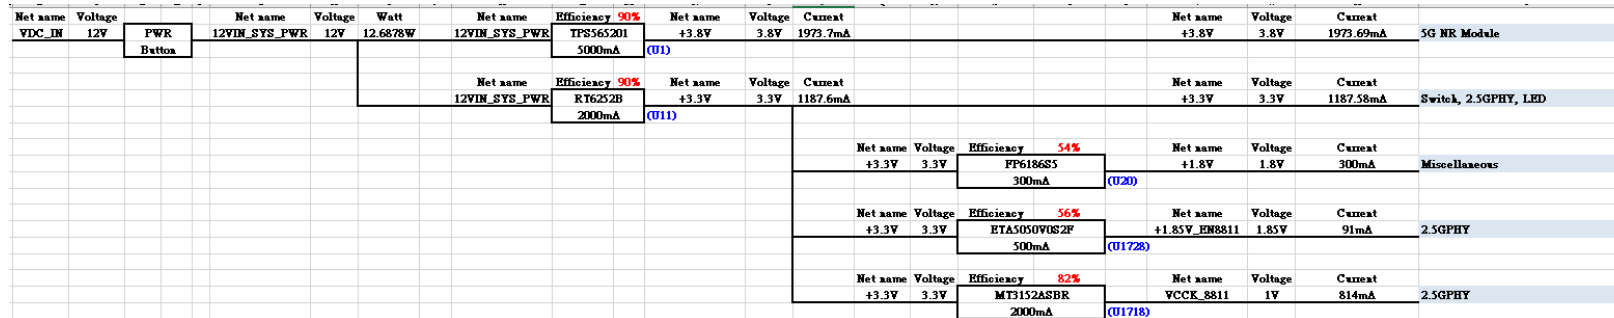 Net name Voltage Net name Voltage Watt Net name Efficiency 90% Net name Voltage Current Net name Voltage Current
VDC_IN 12V PWR 12VIN_SYS_PWR 12V 12.6878W 12VIN_SYS_PWR TPS565201 +3.8V 3.8V 1973.7mA +3.8V 3.8V 1973.69mA 5G NR Module
Button 5000mA (U1)
Net name Efficiency 90% Net name Voltage Current Net name Voltage Current
12VIN_SYS_PWR RT6252B +3.3V 3.3V 1187.6mA +3.3V 3.3V 1187.58mA Switch, 2.5GPHY, LED
2000mA (U11)
Net name Voltage Efficiency 54% Net name Voltage Current
+3.3V 3.3V FP6186S5 +1.8V 1.8V 300mA Miscellaneous
300mA (U20)
Net name Voltage Efficiency 56% Net name Voltage Current
+3.3V 3.3V ETA5050V0S2F +1.85V_EN8811 1.85V 91mA 2.5GPHY
500mA (U1728)
Net name Voltage Efficiency 82% Net name Voltage Current
+3.3V 3.3V MT3152ASBR VCCK_8811 1V 814mA 2.5GPHY
2000mA (U1718)